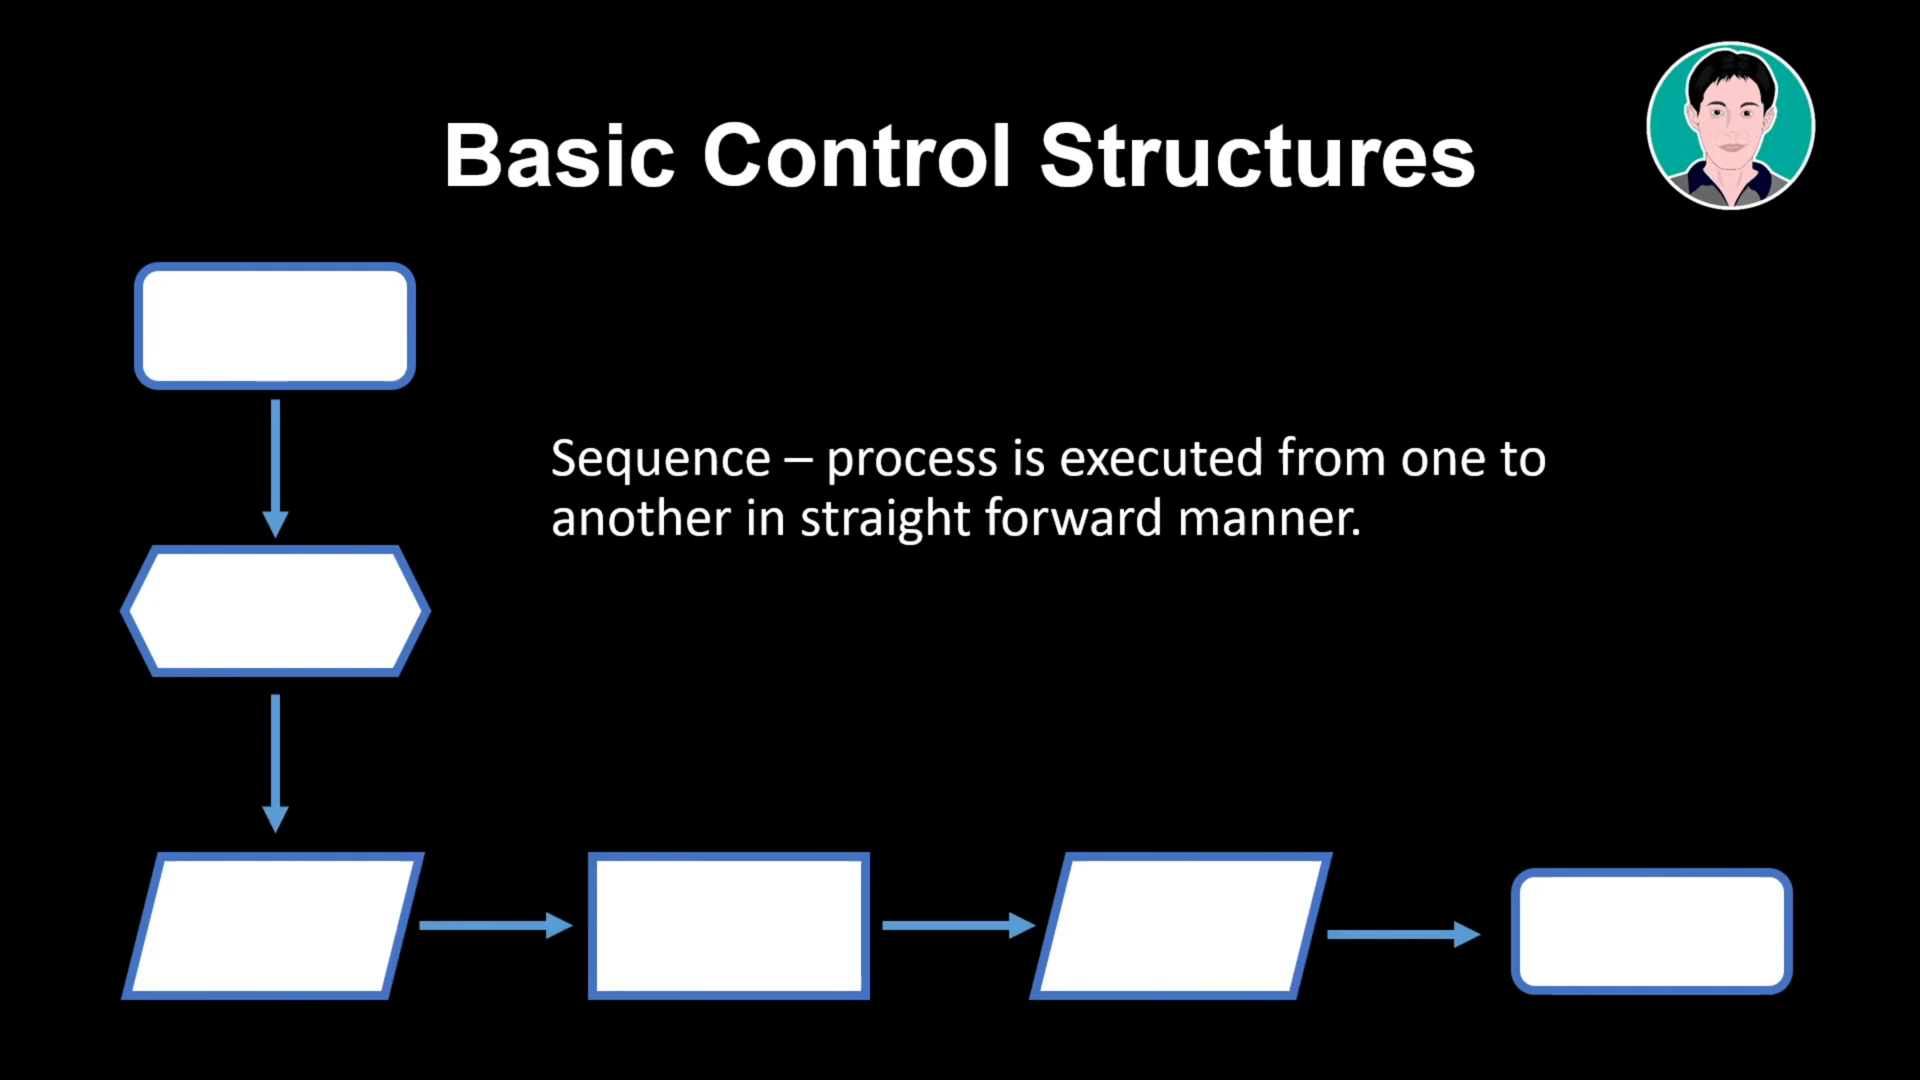 Basic Control Structures
Sequence – process is executed from one to
another in straight forward manner.